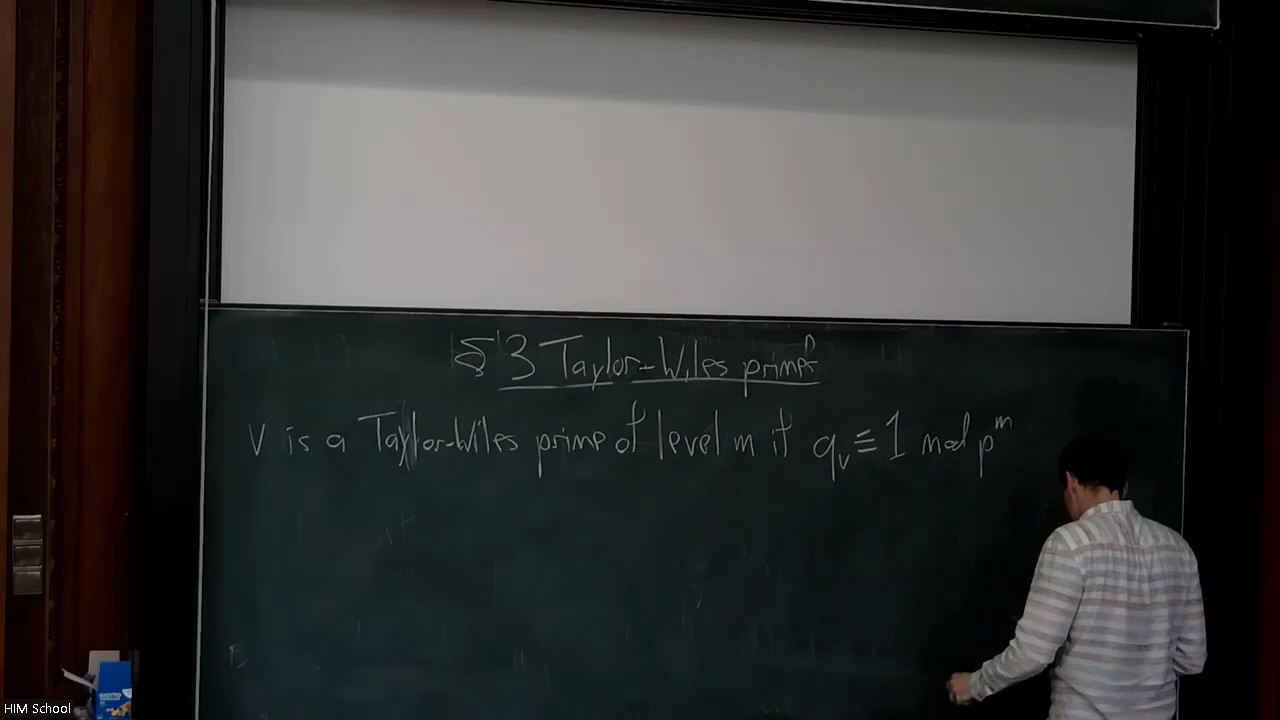 §3 Taylor-Wiles primes
v is a Taylor-Wiles prime of level m if q_v ≡ 1 mod p^m
HIM School